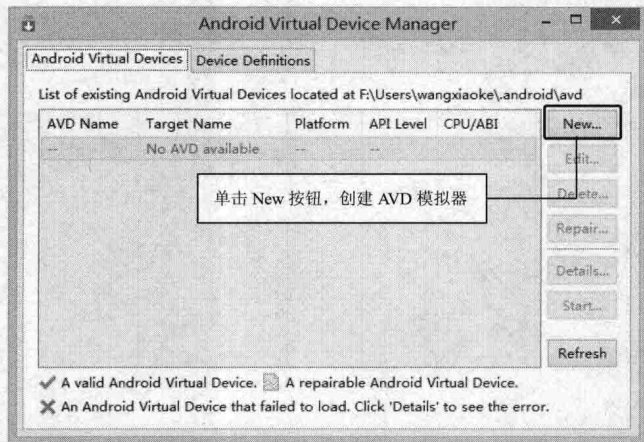 Android Virtual Device Manager
Android Virtual Devices Device Definitions
List of existing Android Virtual Devices located at F:\Users\wangxiaoke\.android\avd
AVD Name Target Name Platform API Level CPU/ABI
-- No AVD available -- --
New...
Edit...
单击 New 按钮，创建 AVD 模拟器
Delete...
Repair...
Details...
Start...
Refresh
A valid Android Virtual Device. A repairable Android Virtual Device.
An Android Virtual Device that failed to load. Click 'Details' to see the error.